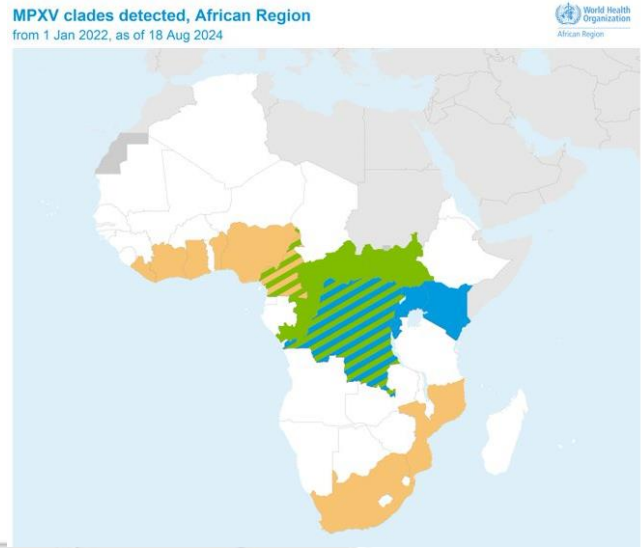 MPXV clades detected, African Region
from 1 Jan 2022, as of 18 Aug 2024
World Health
Organization
African Region